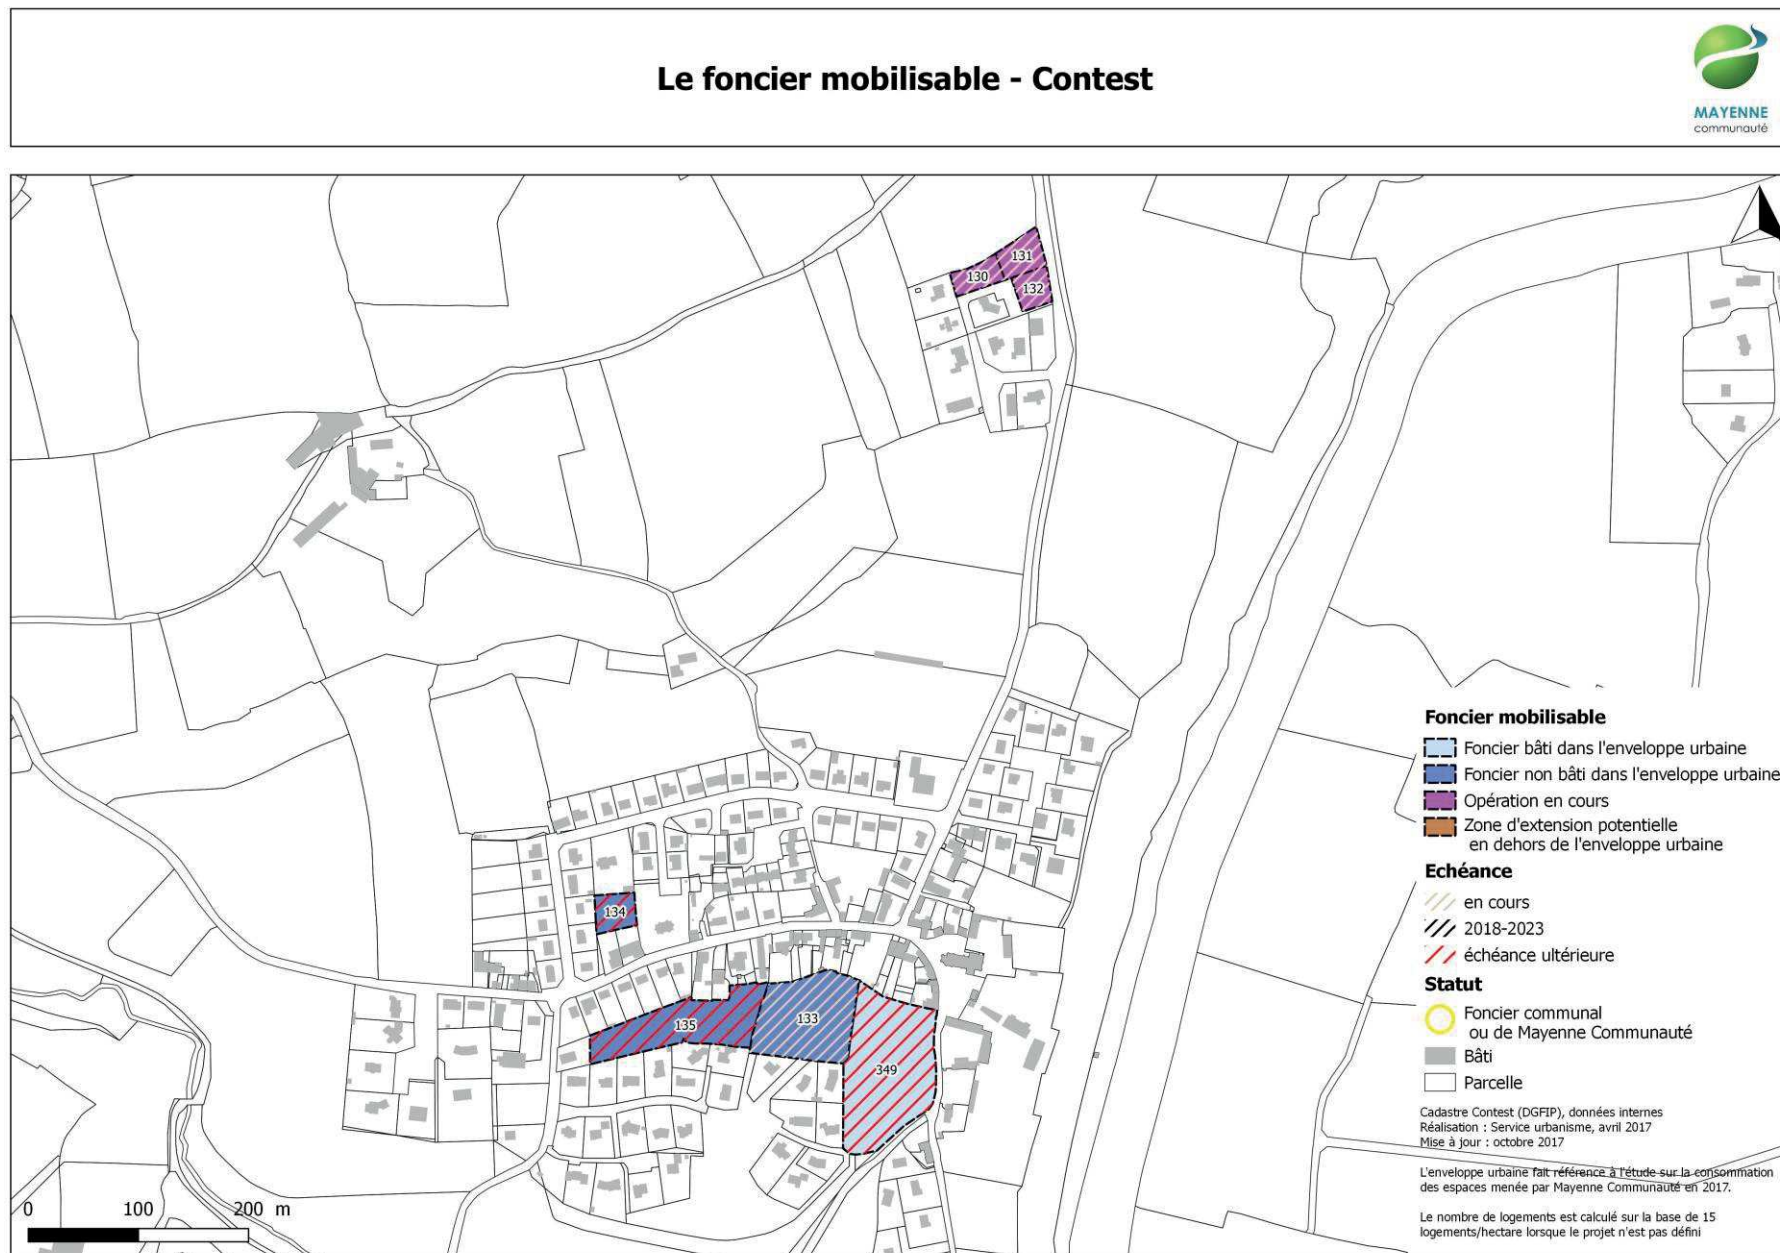 Le foncier mobilisable - Contest
MAYENNE
communauté
131
130
132
134
135
133
349
Foncier mobilisable
Foncier bâti dans l'enveloppe urbaine
Foncier non bâti dans l'enveloppe urbaine
Opération en cours
Zone d'extension potentielle
en dehors de l'enveloppe urbaine
Echéance
en cours
2018-2023
échéance ultérieure
Statut
Foncier communal
ou de Mayenne Communauté
Bâti
Parcelle
Cadastre Contest (DGFIP), données internes
Réalisation : Service urbanisme, avril 2017
Mise à jour : octobre 2017
L'enveloppe urbaine fait référence à l'étude sur la consommation
des espaces menée par Mayenne Communauté en 2017.
Le nombre de logements est calculé sur la base de 15
logements/hectare lorsque le projet n'est pas défini
0 100 200 m